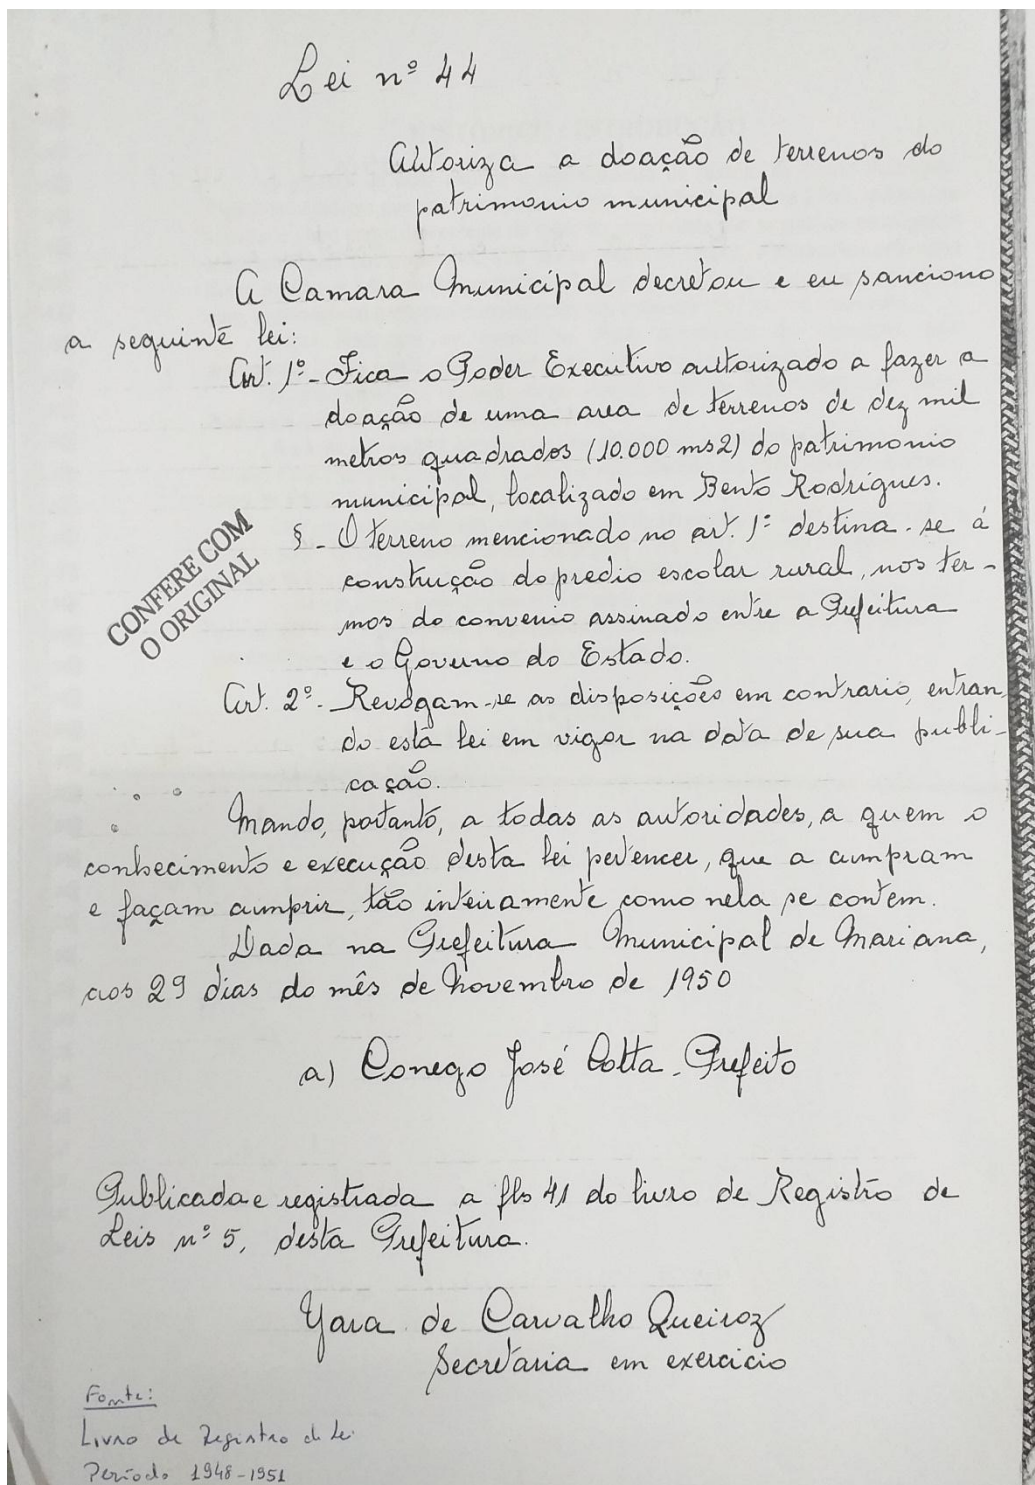 Lei nº 44
Autoriza a doação de terrenos do
patrimonio municipal
A Camara Municipal decretou e eu sanciono
a seguinte lei:
Art. 1º - Fica o Poder Executivo autorizado a fazer a
doação de uma area de terrenos de dez mil
metros quadrados (10.000 ms2) do patrimonio
municipal, localizado em Bento Rodrigues.
§ - O terreno mencionado no art. 1º destina-se á
construção do predio escolar rural, nos ter-
mos do convenio assinado entre a Prefeitura
e o Governo do Estado.
CONFERE COM
O ORIGINAL
Art. 2º - Revogam-se as disposições em contrario, entran-
do esta lei em vigor na data de sua publi-
cação.
Mando, portanto, a todas as autoridades, a quem o
conhecimento e execução desta lei pertencer, que a cumpram
e façam cumprir, tão inteiramente como nela se contem.
Dada na Prefeitura Municipal de Mariana,
aos 29 dias do mês de Novembro de 1950
a) Conego José Cotta - Prefeito
Publicada e registrada a fls 41 do livro de Registro de
Leis nº 5, desta Prefeitura.
Yara de Carvalho Queiroz
Secretaria em exercicio
Fonte:
Livro de Registro de Lei
Período 1948-1951